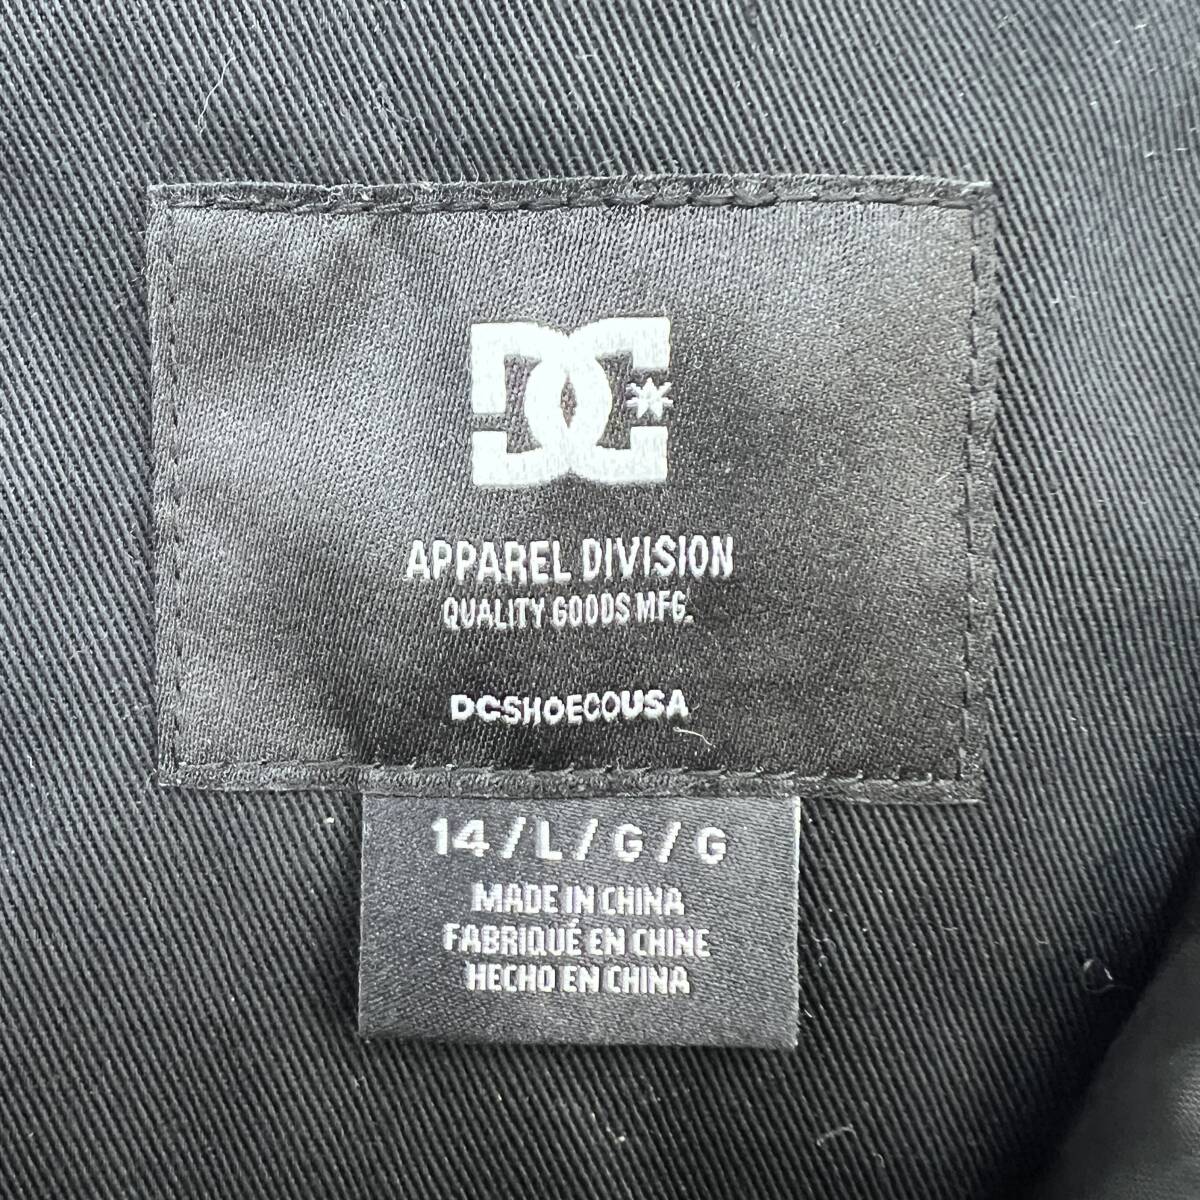 DC
APPAREL DIVISION
QUALITY GOODS MFG.
DCSHOECOUSA
14/L/G/G
MADE IN CHINA
FABRIQUÉ EN CHINE
HECHO EN CHINA